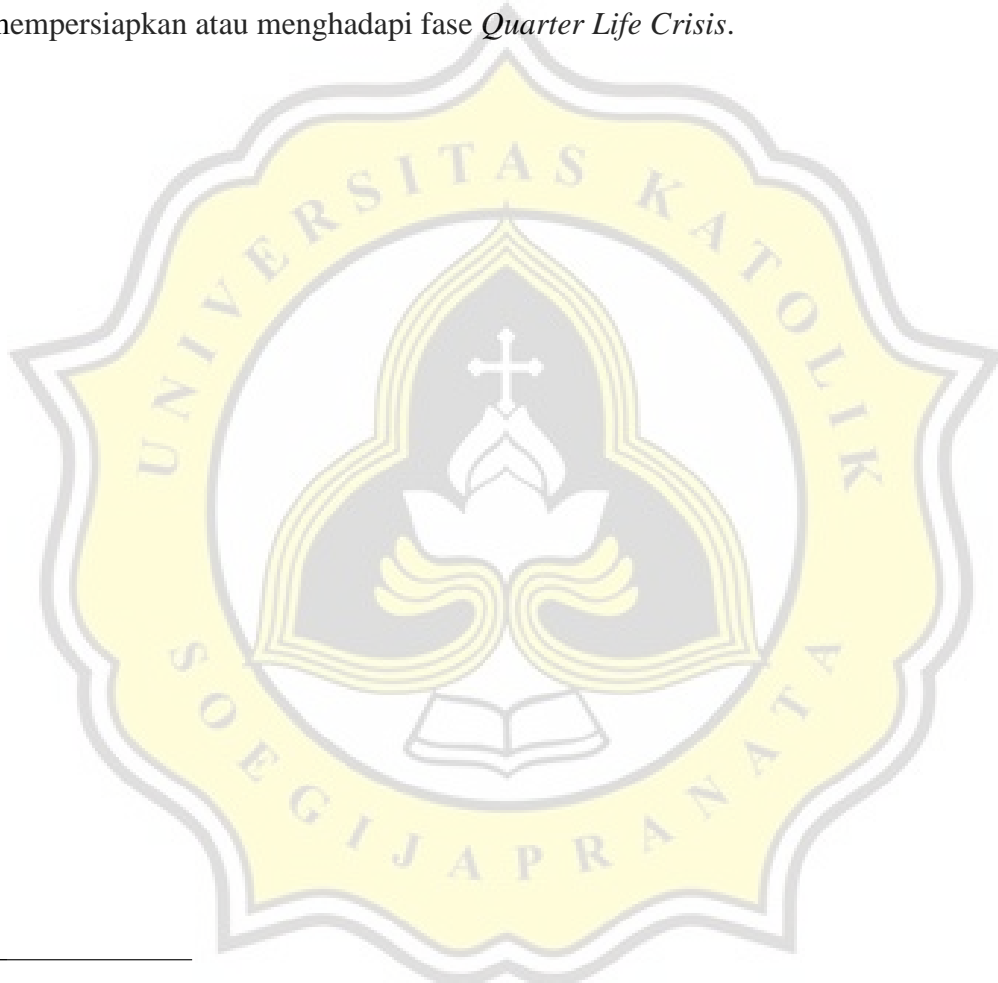 mempersiapkan atau menghadapi fase Quarter Life Crisis.
UNIVERSITAS KATOLIK
SOEGIJAPRANATA